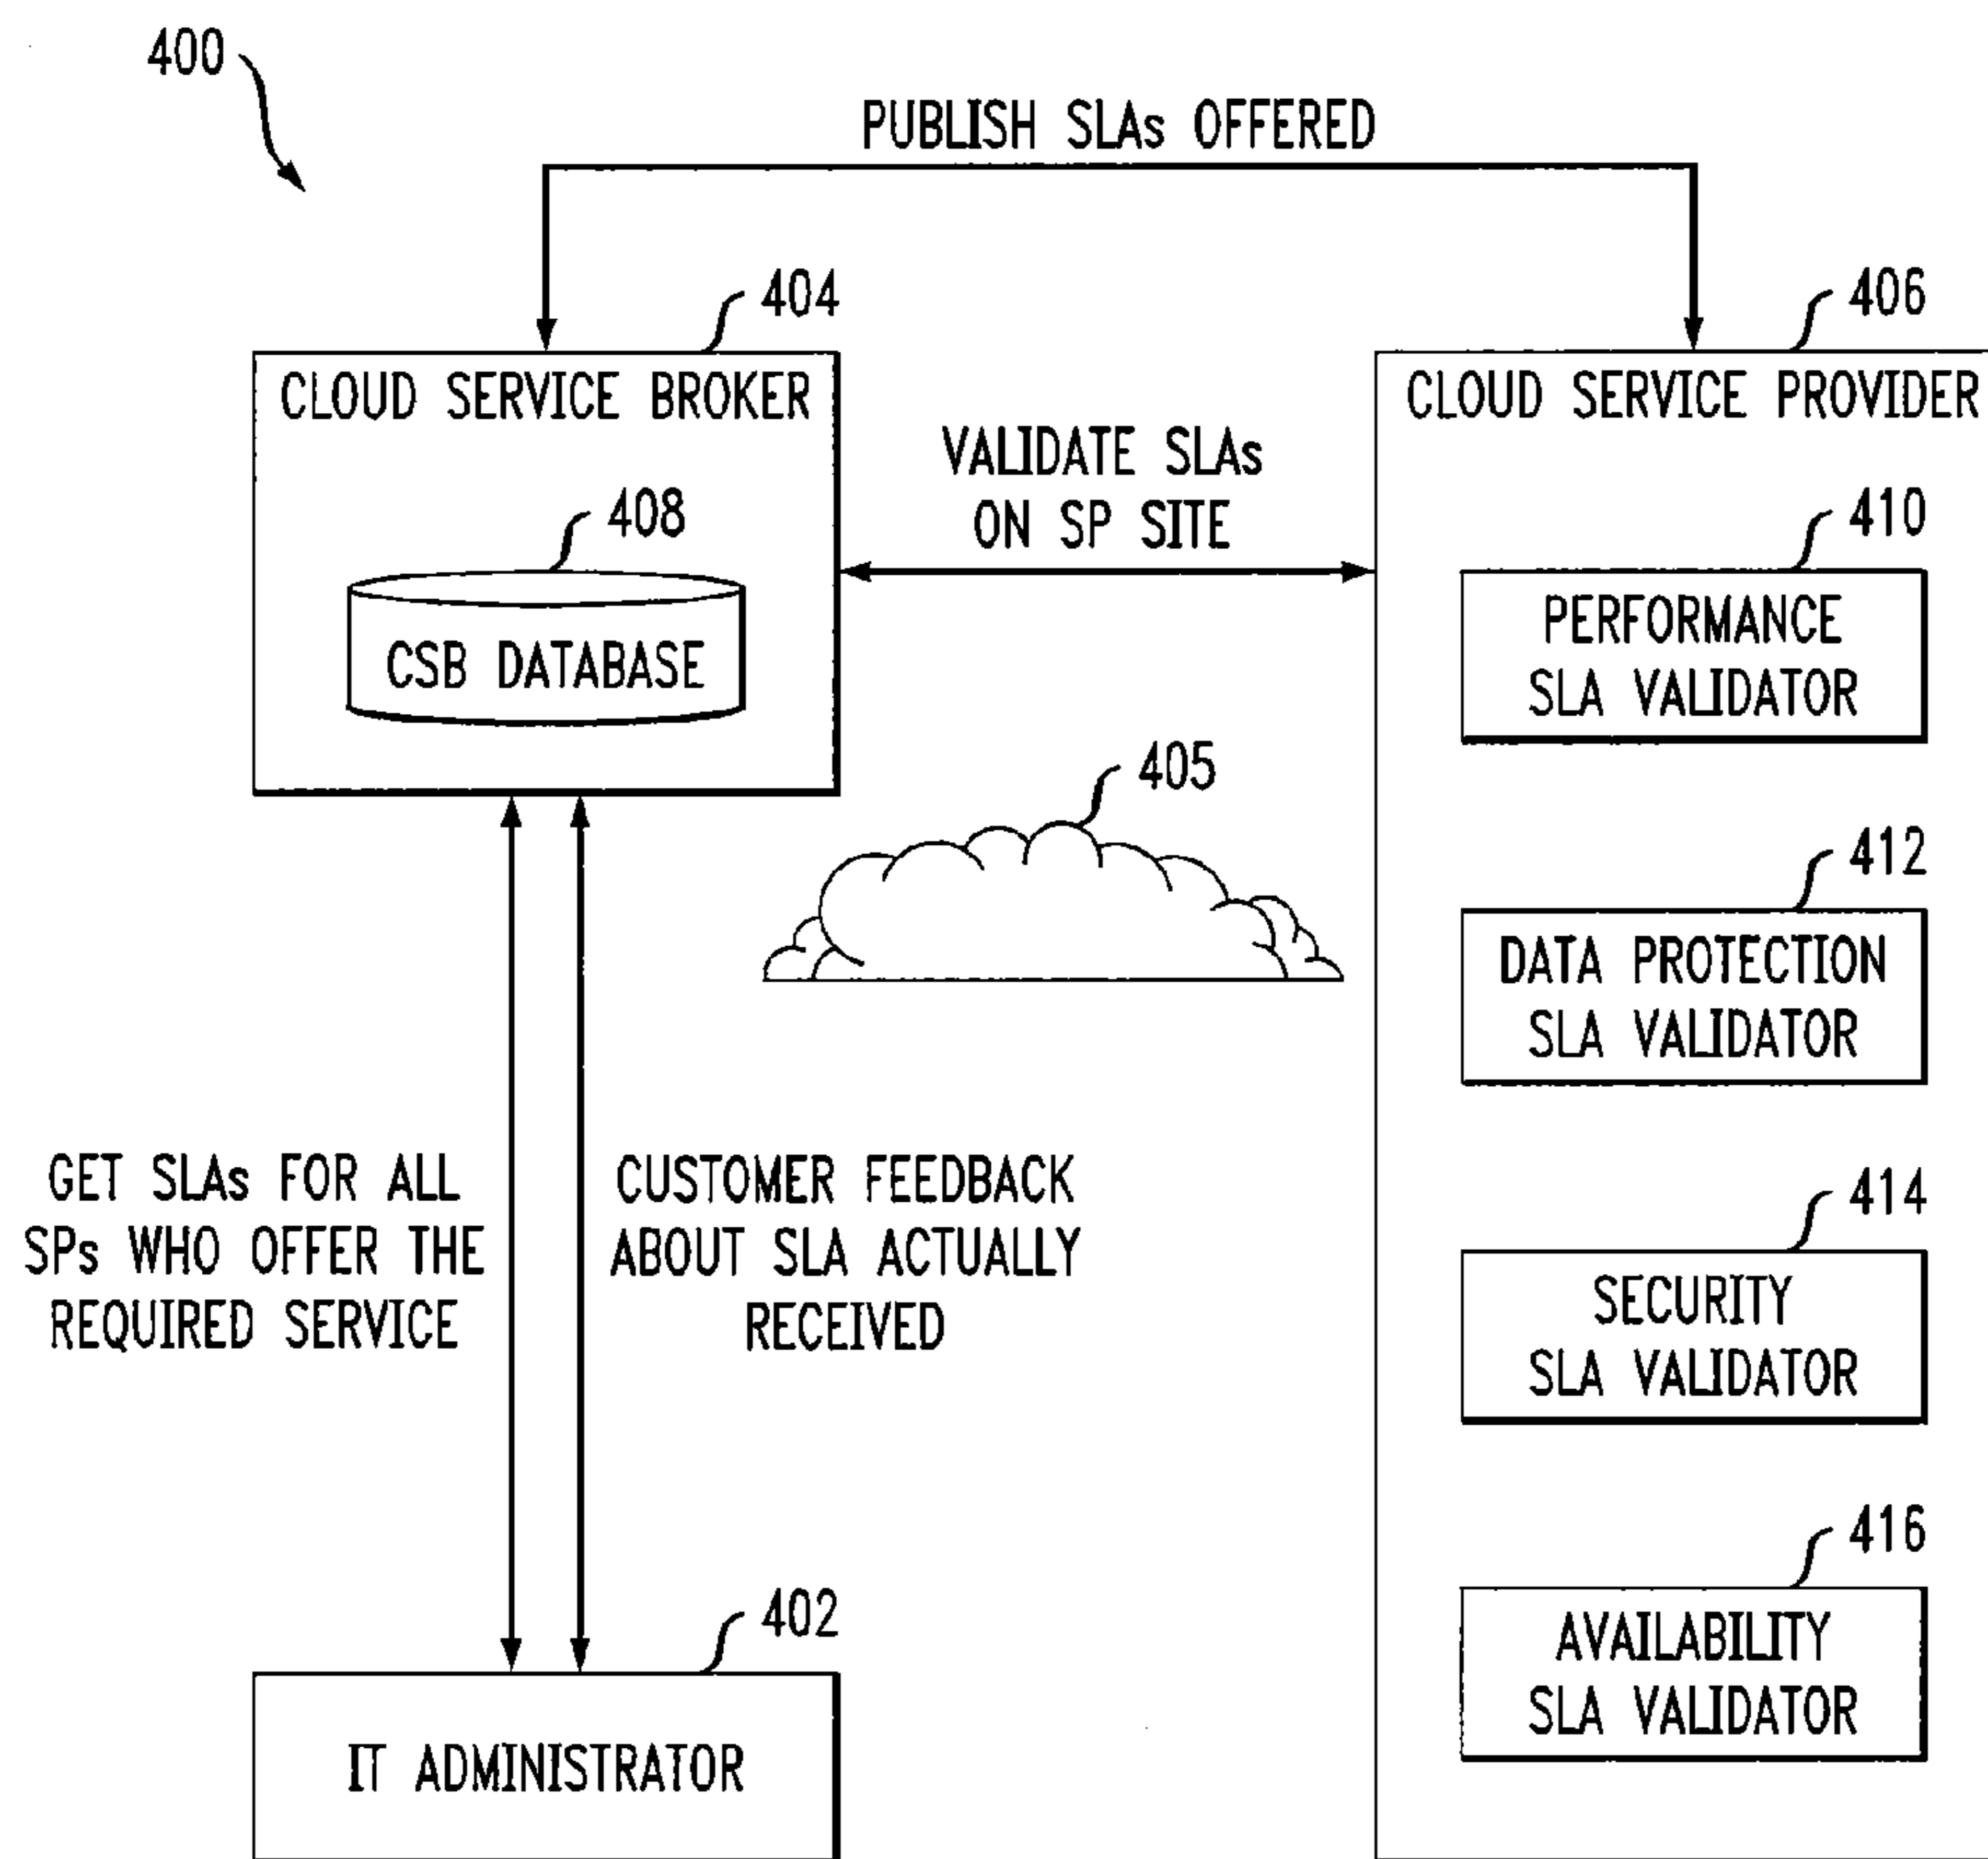 400
PUBLISH SLAs OFFERED
404
406
CLOUD SERVICE BROKER
CLOUD SERVICE PROVIDER
VALIDATE SLAs
ON SP SITE
408
CSB DATABASE
410
PERFORMANCE
SLA VALIDATOR
405
412
DATA PROTECTION
SLA VALIDATOR
GET SLAs FOR ALL
SPs WHO OFFER THE
REQUIRED SERVICE
CUSTOMER FEEDBACK
ABOUT SLA ACTUALLY
RECEIVED
414
SECURITY
SLA VALIDATOR
416
AVAILABILITY
SLA VALIDATOR
402
IT ADMINISTRATOR